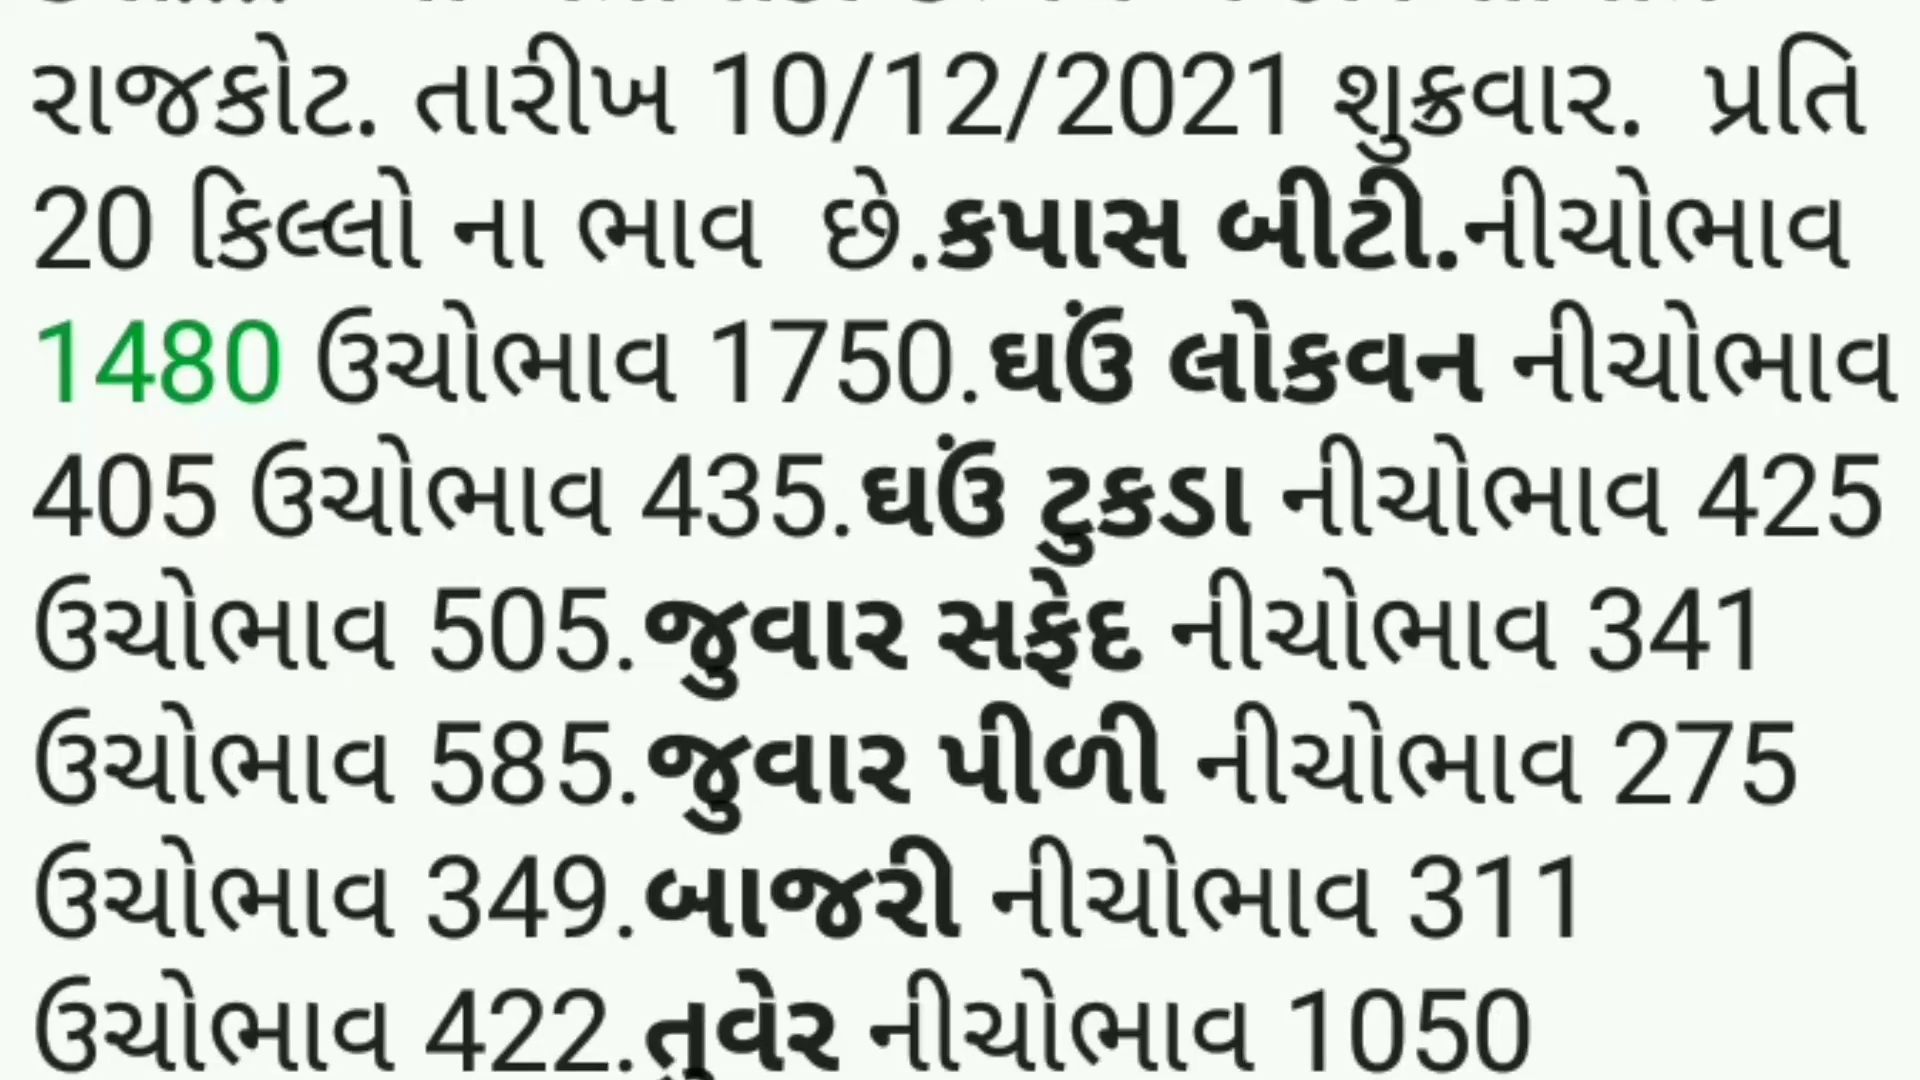 રાજકોટ. તારીખ 10/12/2021 શુક્રવાર. પ્રતિ
20 કિલ્લો ના ભાવ છે.કપાસ બીટી.નીચોભાવ
1480 ઉચોભાવ 1750.ઘઉં લોકવન નીચોભાવ
405 ઉચોભાવ 435.ઘઉં ટુકડા નીચોભાવ 425
ઉચોભાવ 505.જુવાર સફેદ નીચોભાવ 341
ઉચોભાવ 585.જુવાર પીળી નીચોભાવ 275
ઉચોભાવ 349.બાજરી નીચોભાવ 311
ઉચોભાવ 422.તુવેર નીચોભાવ 1050